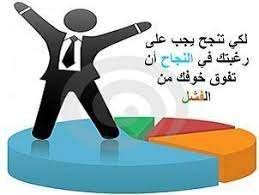 لكي تنجح يجب على
رغبتك في النجاح أن
تفوق خوفك من
الفشل